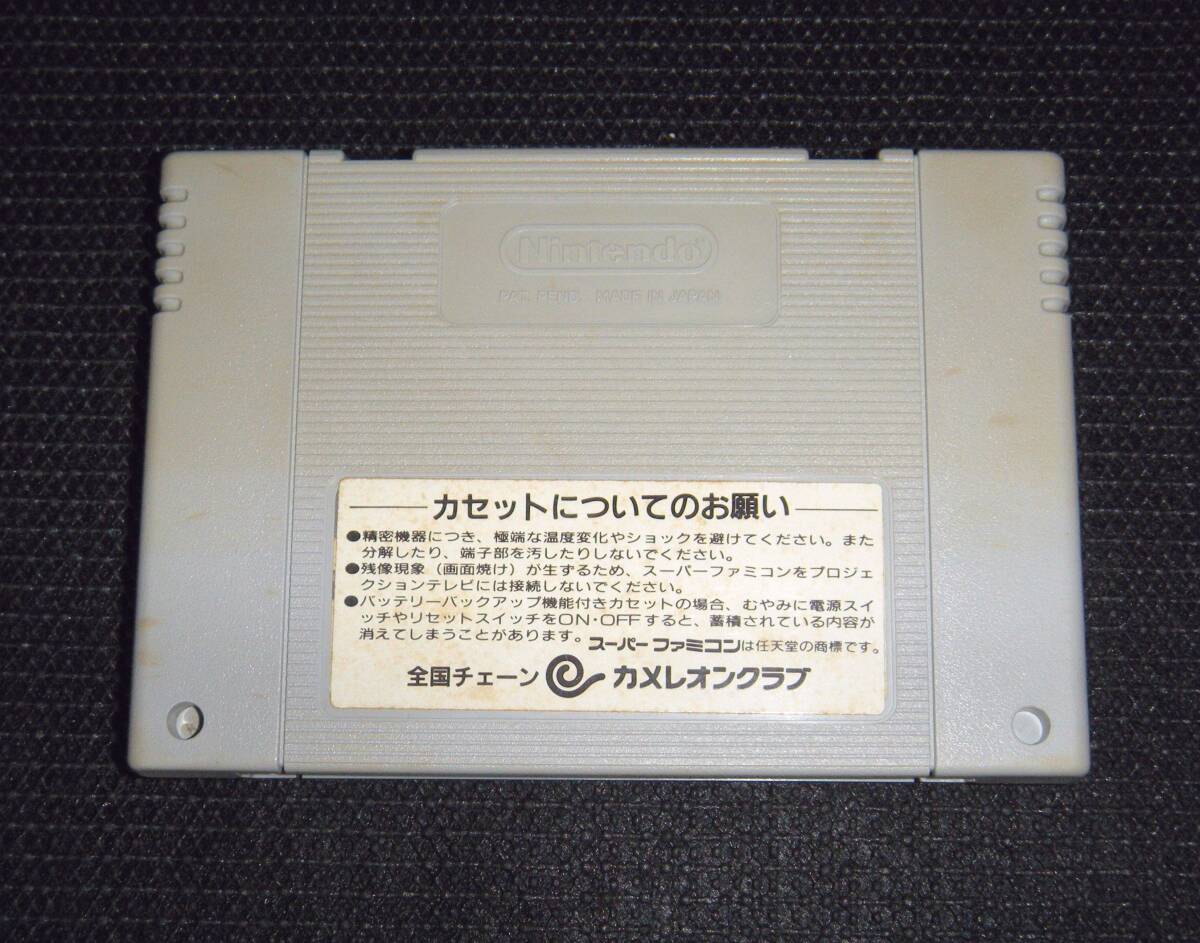 Nintendo®
PAT. PEND. MADE IN JAPAN
カセットについてのお願い
●精密機器につき、極端な温度変化やショックを避けてください。また
分解したり、端子部を汚したりしないでください。
●残像現象（画面焼け）が生ずるため、スーパーファミコンをプロジェ
クションテレビには接続しないでください。
●バッテリーバックアップ機能付きカセットの場合、むやみに電源スイ
ッチやリセットスイッチをON・OFFすると、蓄積されている内容が
消えてしまうことがあります。スーパーファミコンは任天堂の商標です。
全国チェーン カメレオンクラブ